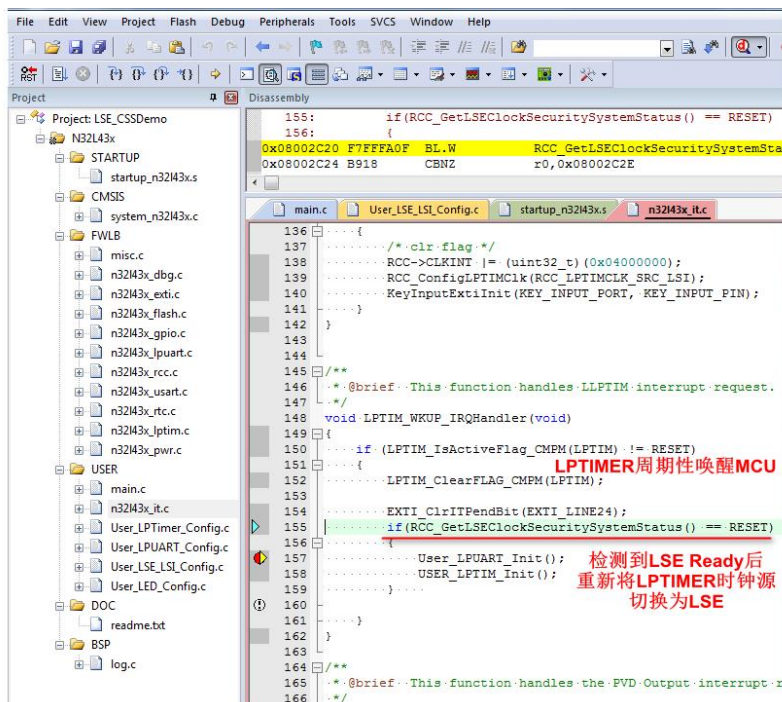 File Edit View Project Flash Debug Peripherals Tools SVCS Window Help
RST
Project
Project: LSE_CSSDemo
N32L43x
STARTUP
startup_n32l43x.s
CMSIS
system_n32l43x.c
FWLB
misc.c
n32l43x_dbg.c
n32l43x_exti.c
n32l43x_flash.c
n32l43x_gpio.c
n32l43x_lpuart.c
n32l43x_rcc.c
n32l43x_usart.c
n32l43x_rtc.c
n32l43x_lptim.c
n32l43x_pwr.c
USER
main.c
n32l43x_it.c
User_LPTimer_Config.c
User_LPUART_Config.c
User_LSE_LSI_Config.c
User_LED_Config.c
DOC
readme.txt
BSP
log.c
Disassembly
155: if(RCC_GetLSEClockSecuritySystemStatus() == RESET)
156: {
0x08002C20 F7FFFA0F BL.W RCC_GetLSEClockSecuritySystemSta
0x08002C24 B918 CBNZ r0,0x08002C2E
main.c User_LSE_LSI_Config.c startup_n32l43x.s n32l43x_it.c
136 {
137 /* clr flag */
138 RCC->CLKINT |= (uint32_t)(0x04000000);
139 RCC_ConfigLPTIMClk(RCC_LPTIMCLK_SRC_LSI);
140 KeyInputExtiInit(KEY_INPUT_PORT, KEY_INPUT_PIN);
141 }
142 }
143
144
145 /**
146 * @brief This function handles LLPTIM interrupt request.
147 */
148 void LPTIM_WKUP_IRQHandler(void)
149 {
150 if (LPTIM_IsActiveFlag_CMPM(LPTIM) != RESET)
151 {
LPTIMER周期性唤醒MCU
152 LPTIM_ClearFLAG_CMPM(LPTIM);
153
154 EXTI_ClrITPendBit(EXTI_LINE24);
155 if(RCC_GetLSEClockSecuritySystemStatus() == RESET)
156 {
157 User_LPUART_Init();
158 USER_LPTIM_Init();
159 }
检测到LSE Ready后
重新将LPTIMER时钟源
切换为LSE
160
161 }
162 }
163
164 /**
165 * @brief This function handles the PVD Output interrupt r
166 */